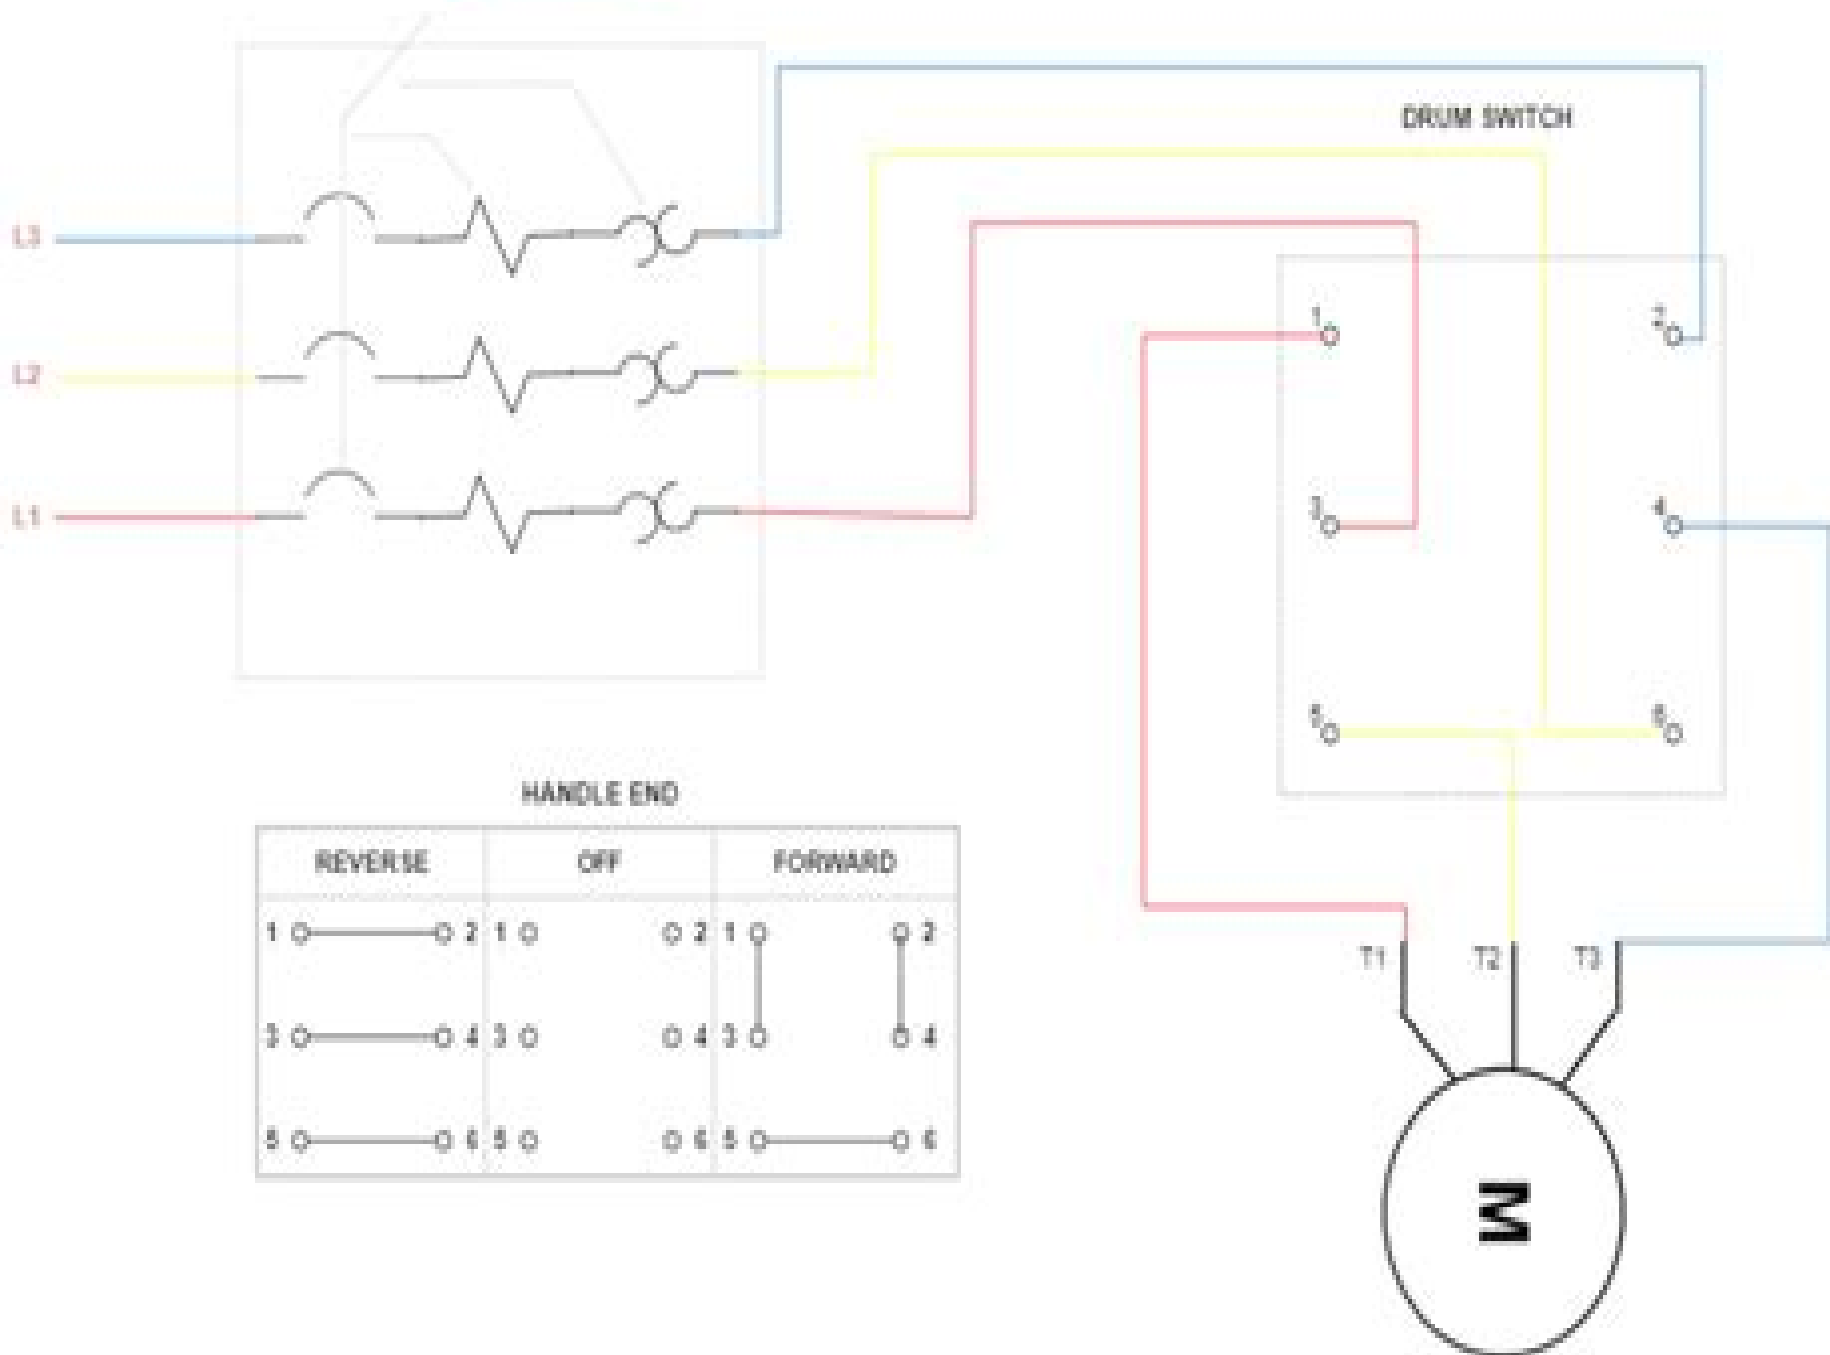 DRUM SWITCH
L3
L2
L1
1 2
3 4
5 6
HANDLE END
REVERSE OFF FORWARD
1 2 1 2 1 2
3 4 3 4 3 4
5 6 5 6 5 6
T1 T2 T3
M